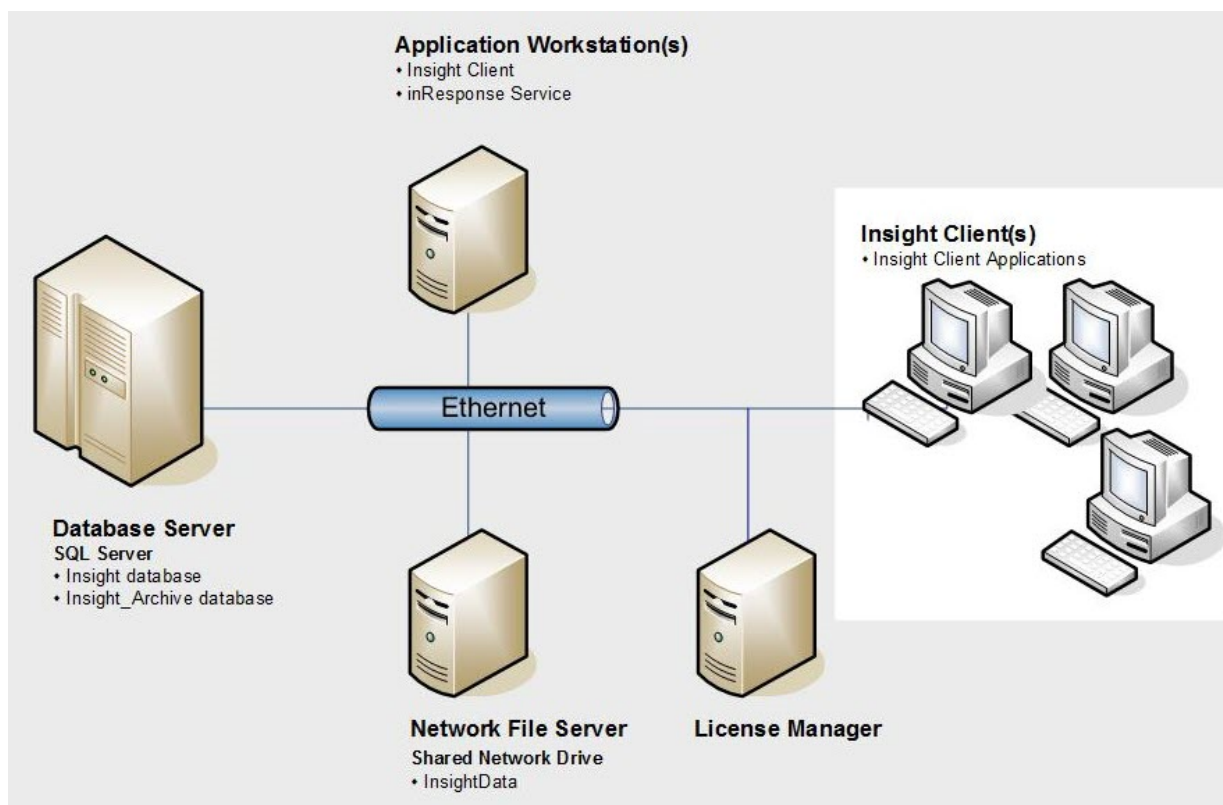 Application Workstation(s)
• Insight Client
• inResponse Service
Insight Client(s)
• Insight Client Applications
Ethernet
Database Server
SQL Server
• Insight database
• Insight_Archive database
Network File Server
Shared Network Drive
• InsightData
License Manager